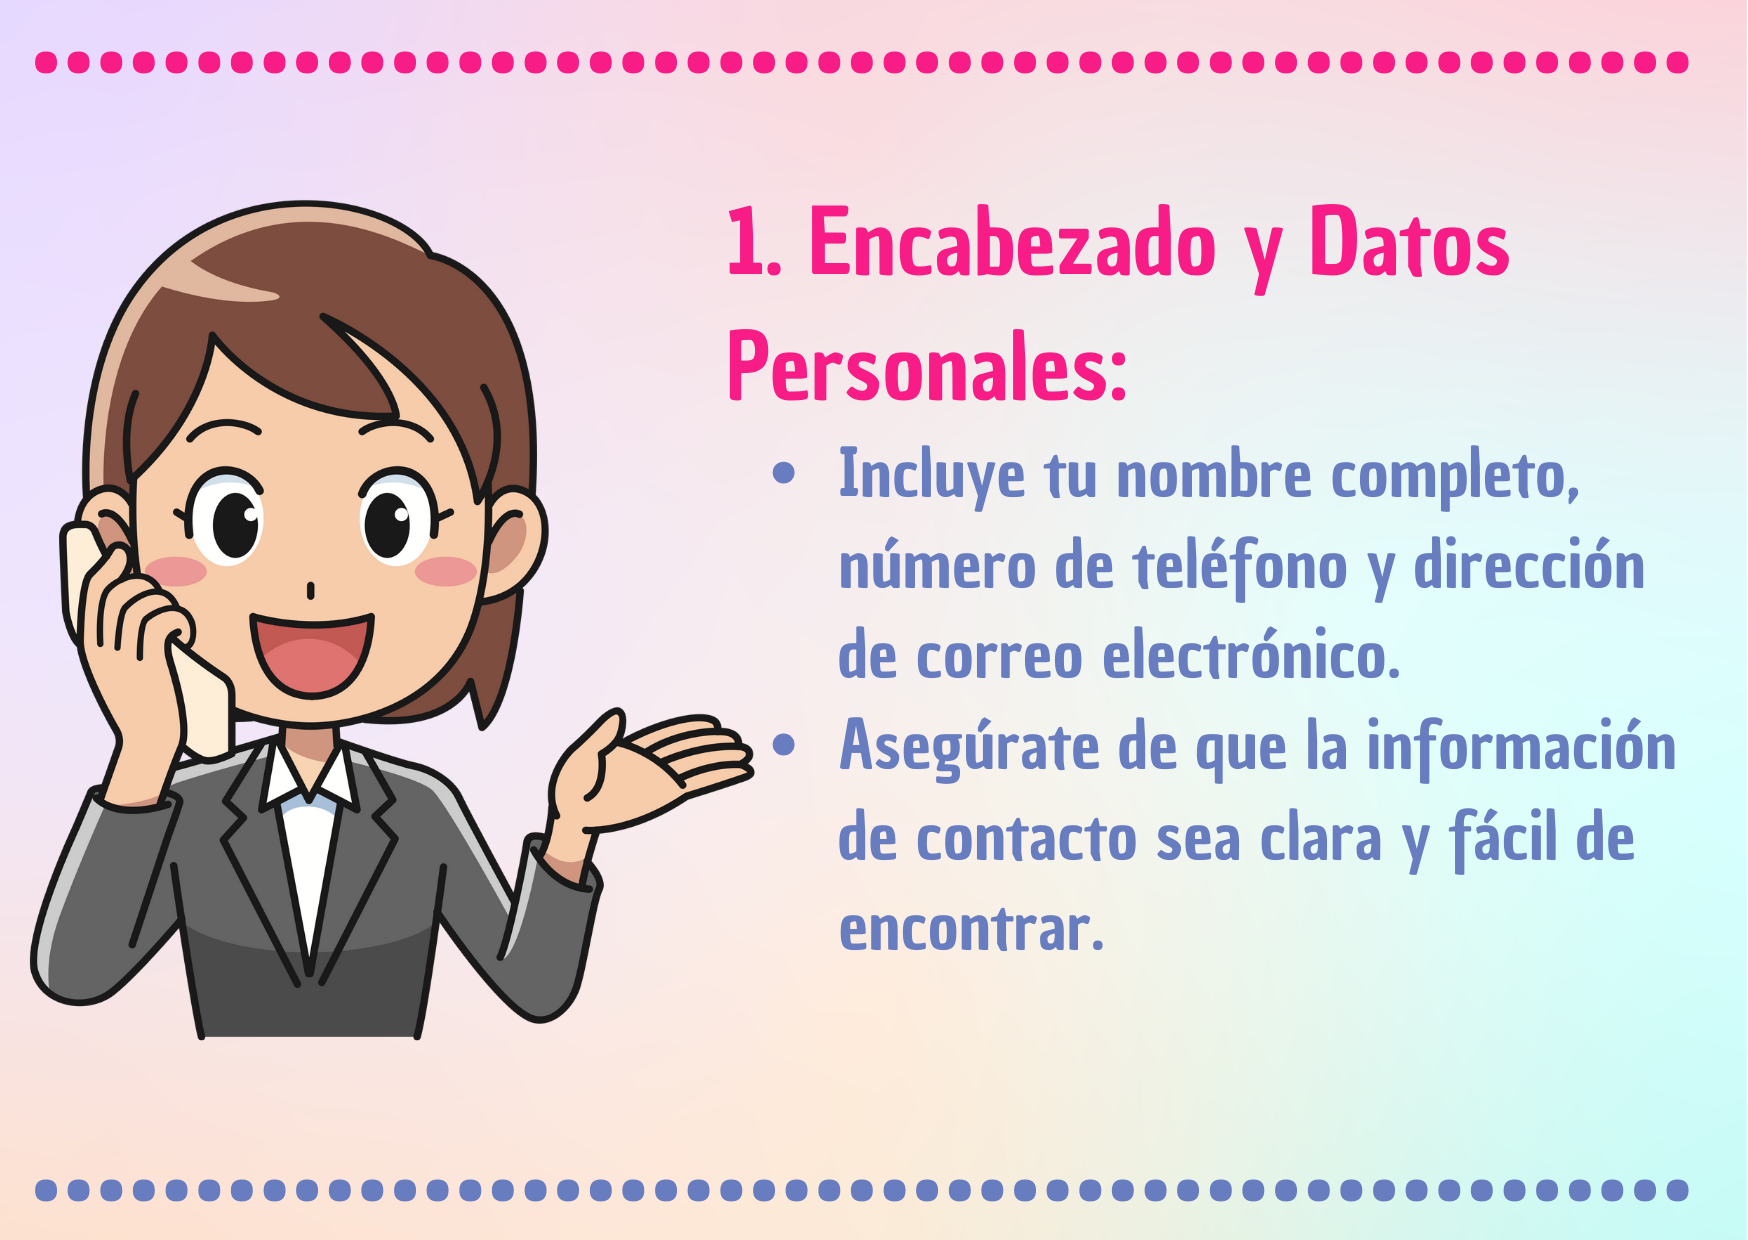 1. Encabezado y Datos
Personales:
• Incluye tu nombre completo,
número de teléfono y dirección
de correo electrónico.
• Asegúrate de que la información
de contacto sea clara y fácil de
encontrar.